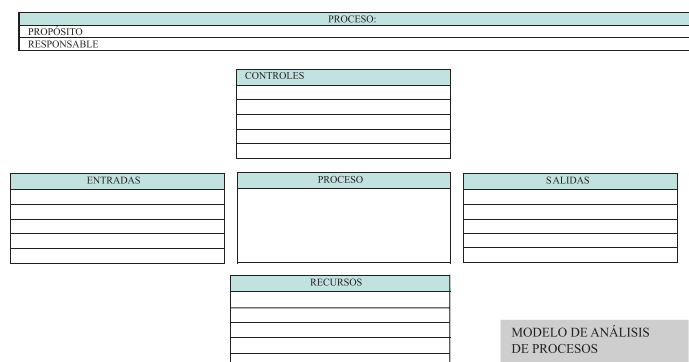 PROCESO:
PROPÓSITO
RESPONSABLE
CONTROLES
ENTRADAS
PROCESO
SALIDAS
RECURSOS
MODELO DE ANÁLISIS
DE PROCESOS